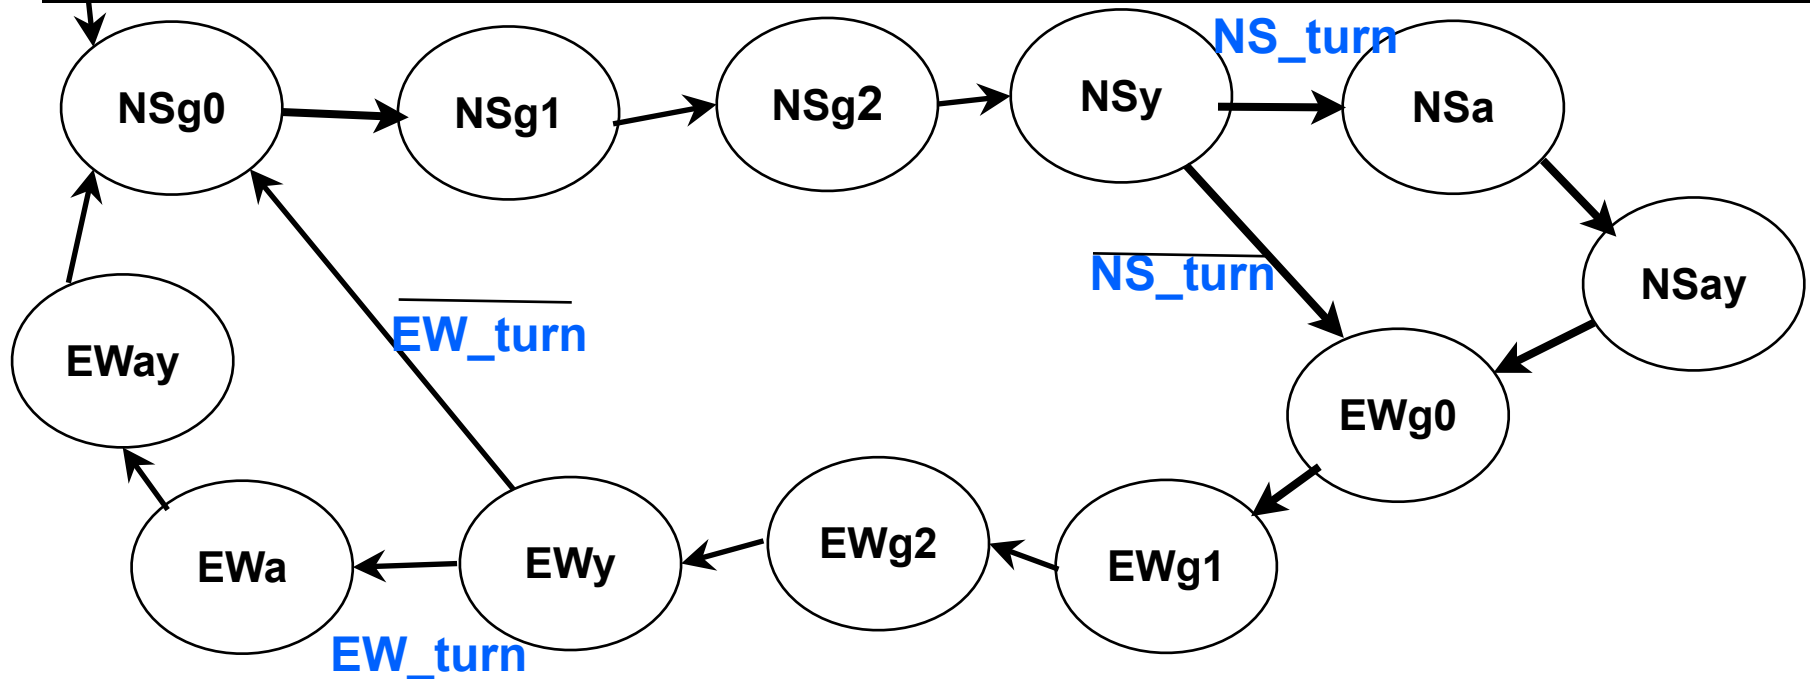 NS_turn
NSg0
NSg1
NSg2
NSy
NSa
NS_turn
NSay
EW_turn
EWay
EWg0
EWa
EWy
EWg2
EWg1
EW_turn